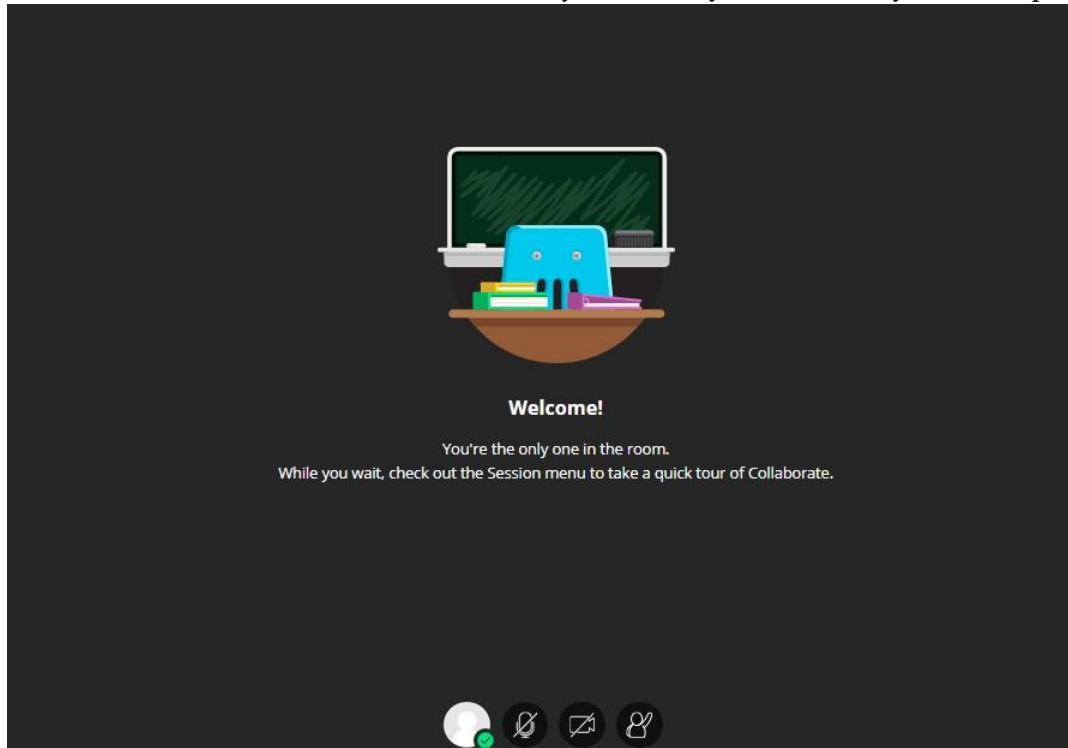 Welcome!
You're the only one in the room.
While you wait, check out the Session menu to take a quick tour of Collaborate.